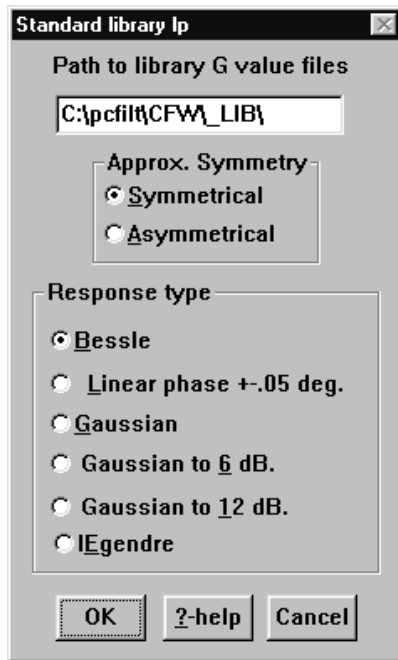 Standard library lp
Path to library G value files
C:\pcfilt\CFW\_LIB\
Approx. Symmetry
Symmetrical
Asymmetrical
Response type
Bessle
Linear phase +-.05 deg.
Gaussian
Gaussian to 6 dB.
Gaussian to 12 dB.
lEgendre
OK ?-help Cancel